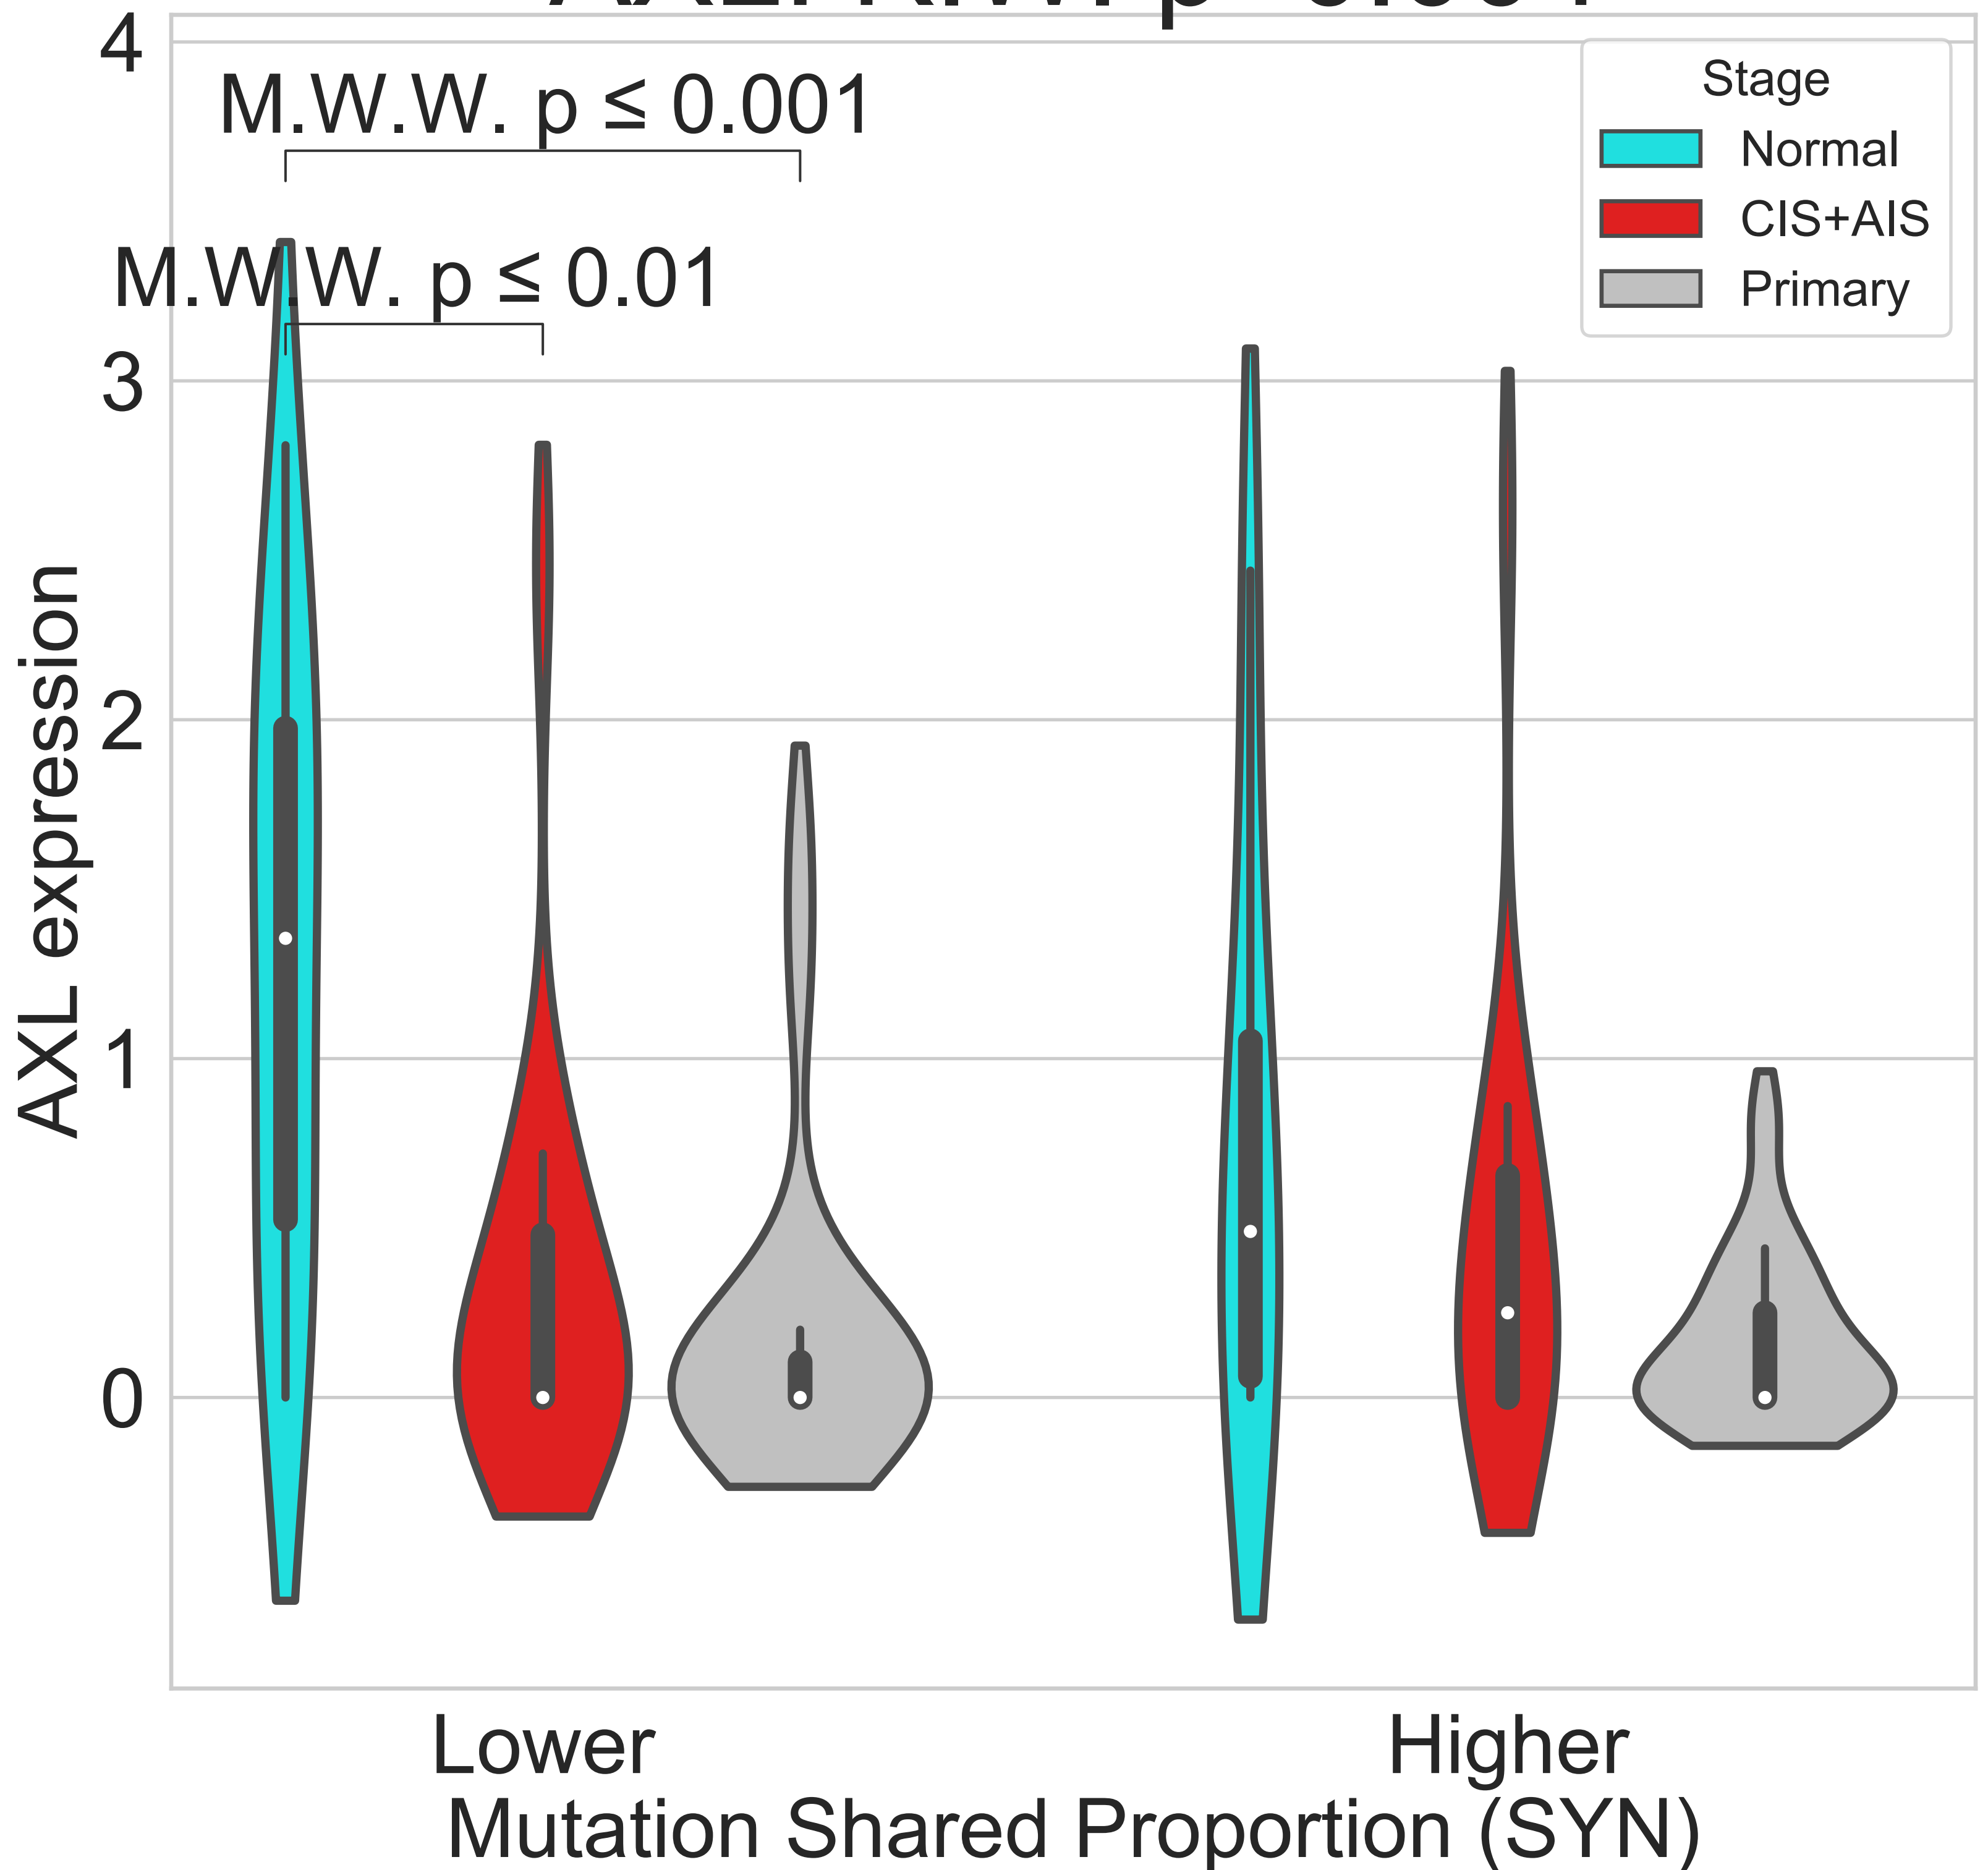 4
M.W.W. p ≤ 0.001
Stage
Normal
CIS+AIS
Primary
M.W.W. p ≤ 0.01
3
2
1
0
AXL expression
Lower
Higher
Mutation Shared Proportion (SYN)